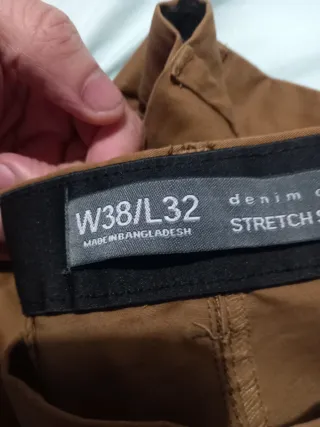 W38/L32
MADE IN BANGLADESH
denim
STRETCH